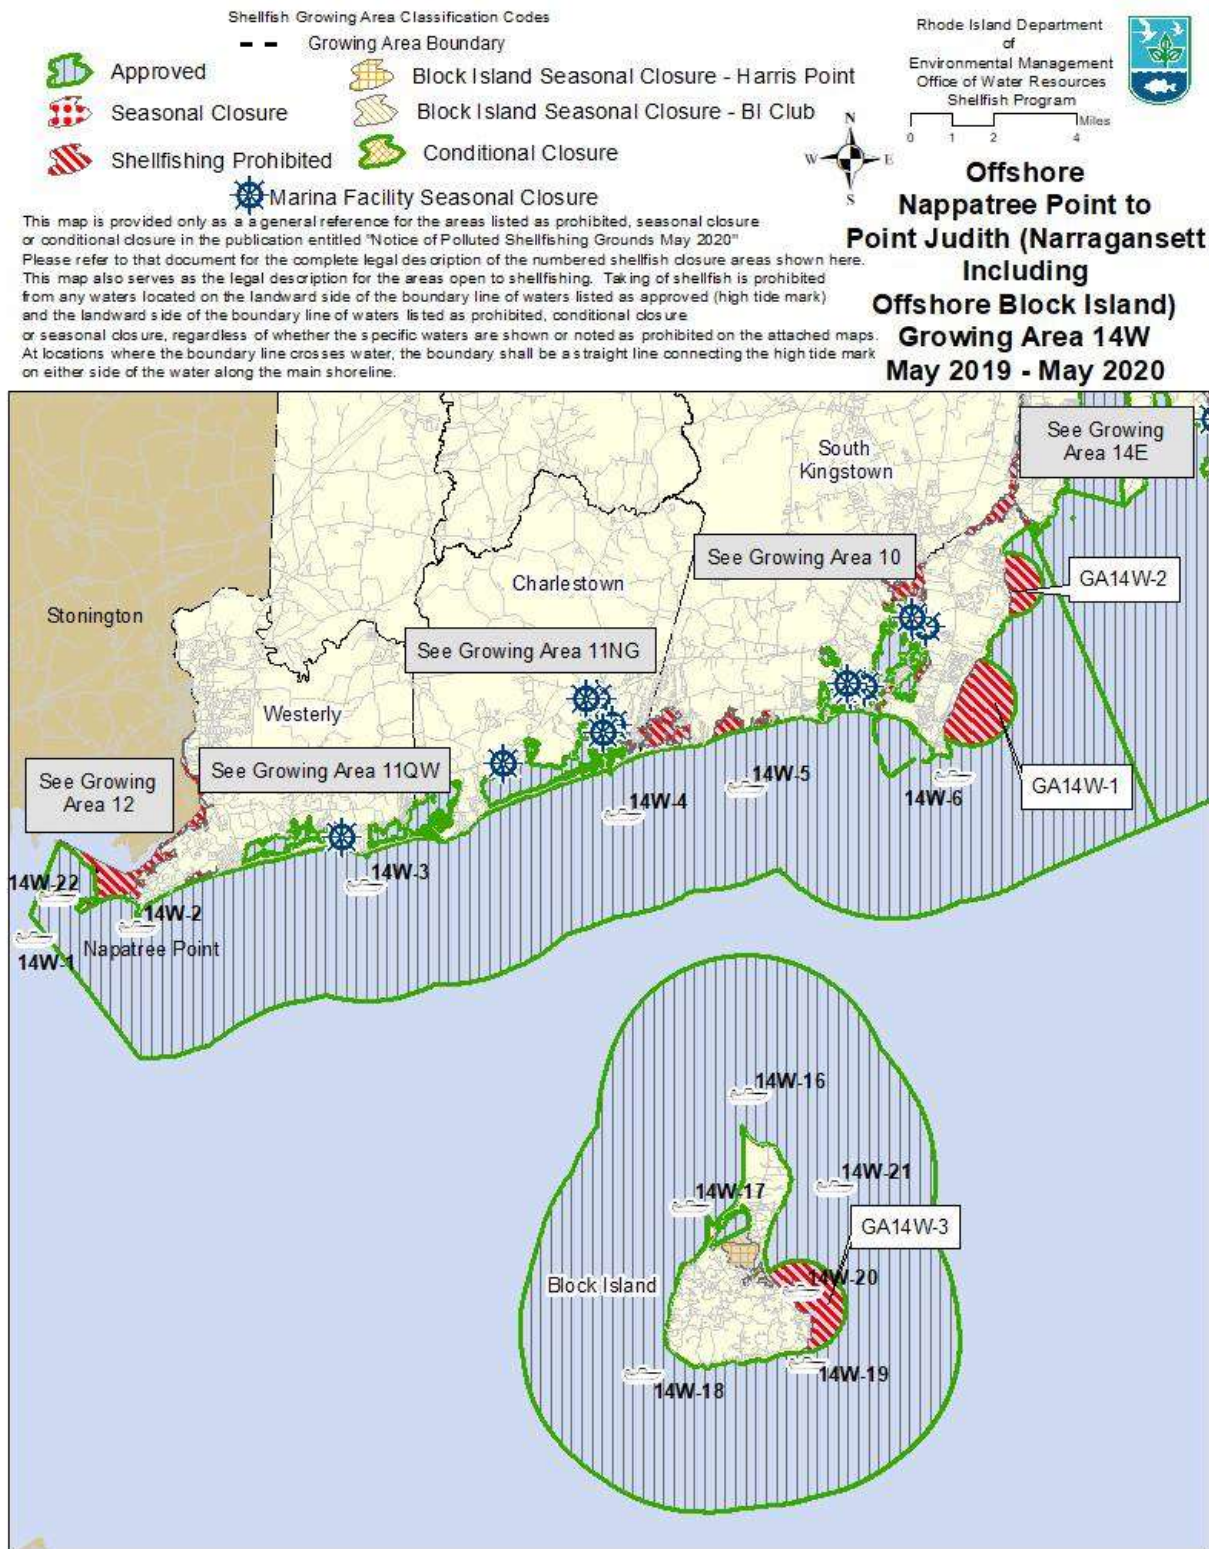 Shellfish Growing Area Classification Codes
Growing Area Boundary
Approved
Block Island Seasonal Closure - Harris Point
Seasonal Closure
Block Island Seasonal Closure - BI Club
Shellfishing Prohibited
Conditional Closure
Marina Facility Seasonal Closure
Rhode Island Department
of
Environmental Management
Office of Water Resources
Shellfish Program
Miles
0 1 2 4
N
W E
S
Offshore
Nappatree Point to
Point Judith (Narragansett
Including
Offshore Block Island)
Growing Area 14W
May 2019 - May 2020
This map is provided only as a a general reference for the areas listed as prohibited, seasonal closure
or conditional closure in the publication entitled "Notice of Polluted Shellfishing Grounds May 2020"
Please refer to that document for the complete legal description of the numbered shellfish closure areas shown here.
This map also serves as the legal description for the areas open to shellfishing. Taking of shellfish is prohibited
from any waters located on the landward side of the boundary line of waters listed as approved (high tide mark)
and the landward side of the boundary line of waters listed as prohibited, conditional closure
or seasonal closure, regardless of whether the specific waters are shown or noted as prohibited on the attached maps.
At locations where the boundary line crosses water, the boundary shall be a straight line connecting the high tide mark
on either side of the water along the main shoreline.
See Growing
Area 14E
South
Kingstown
See Growing Area 10
GA14W-2
Charlestown
Stonington
See Growing Area 11NG
Westerly
See Growing Area 11QW
See Growing
Area 12
14W-5
14W-6
GA14W-1
14W-4
14W-3
14W-22
14W-2
Napatree Point
14W-1
14W-16
14W-21
14W-17
GA14W-3
Block Island
14W-20
14W-19
14W-18